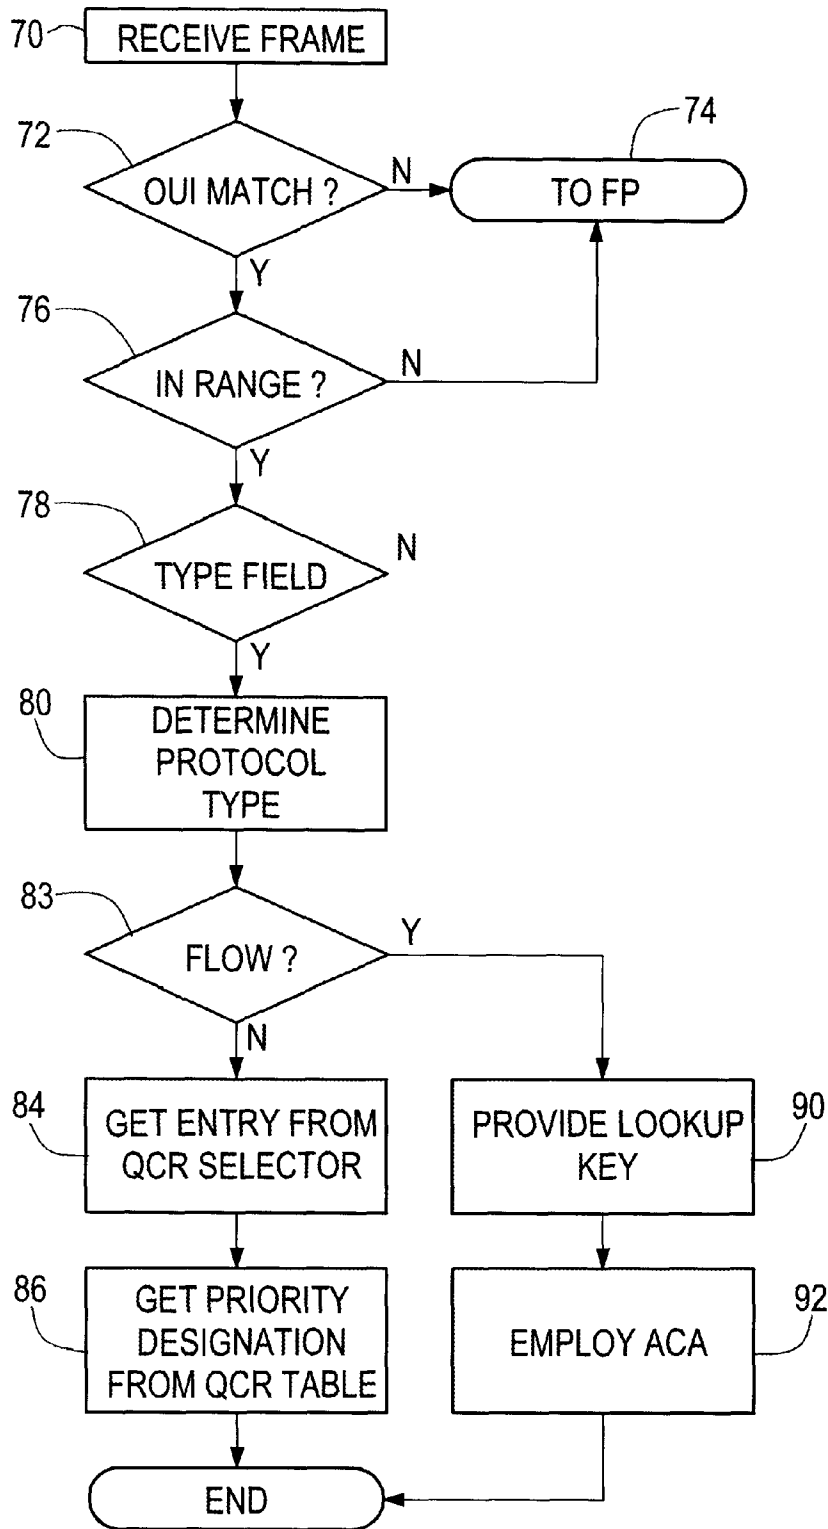 70
RECEIVE FRAME
72
OUI MATCH ?
N
74
TO FP
Y
76
IN RANGE ?
N
Y
78
TYPE FIELD
N
Y
80
DETERMINE
PROTOCOL
TYPE
83
FLOW ?
Y
N
84
GET ENTRY FROM
QCR SELECTOR
PROVIDE LOOKUP
KEY
90
86
GET PRIORITY
DESIGNATION
FROM QCR TABLE
EMPLOY ACA
92
END